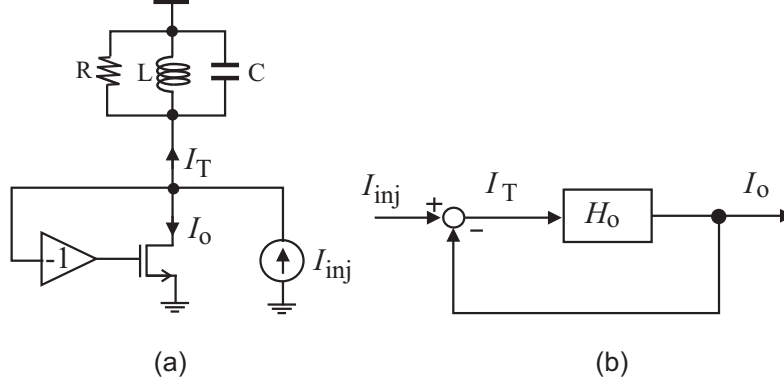 R
L
C
I_T
I_o
-1
I_inj
(a)
I_inj
+
-
I_T
H_o
I_o
(b)